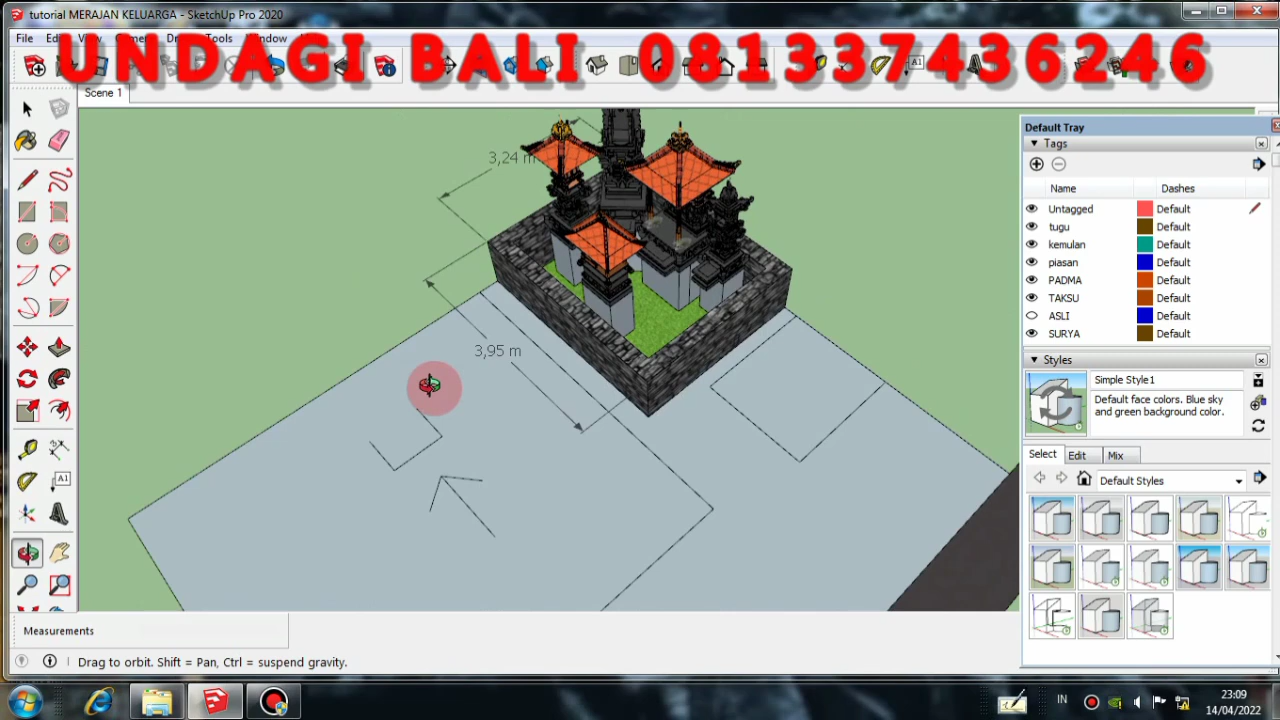 tutorial MERAJAN KELUARGA - SketchUp Pro 2020
File
Tools
Window
UNDAGI BALI 081337436246
Scene 1
Default Tray
Tags
Name
Dashes
Untagged
Default
tugu
Default
kemulan
Default
piasan
Default
PADMA
Default
TAKSU
Default
ASLI
Default
SURYA
Default
Styles
Simple Style1
Default face colors. Blue sky
and green background color.
Select
Edit
Mix
Default Styles
3,24 m
3,95 m
A1
Measurements
Drag to orbit. Shift = Pan, Ctrl = suspend gravity.
IN
23:09
14/04/2022